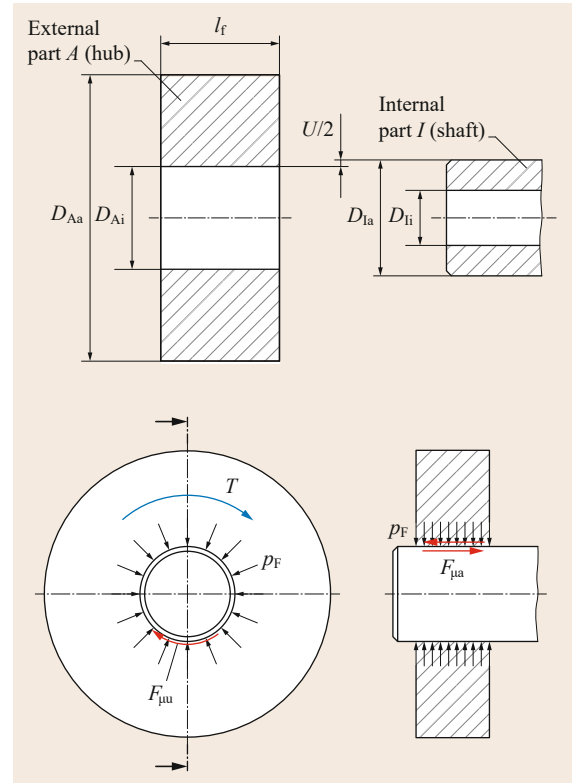 External
part A (hub)
l_f
U/2
Internal
part I (shaft)
D_Aa
D_Ai
D_Ia
D_Ii
T
p_F
F_μu
p_F
F_μa